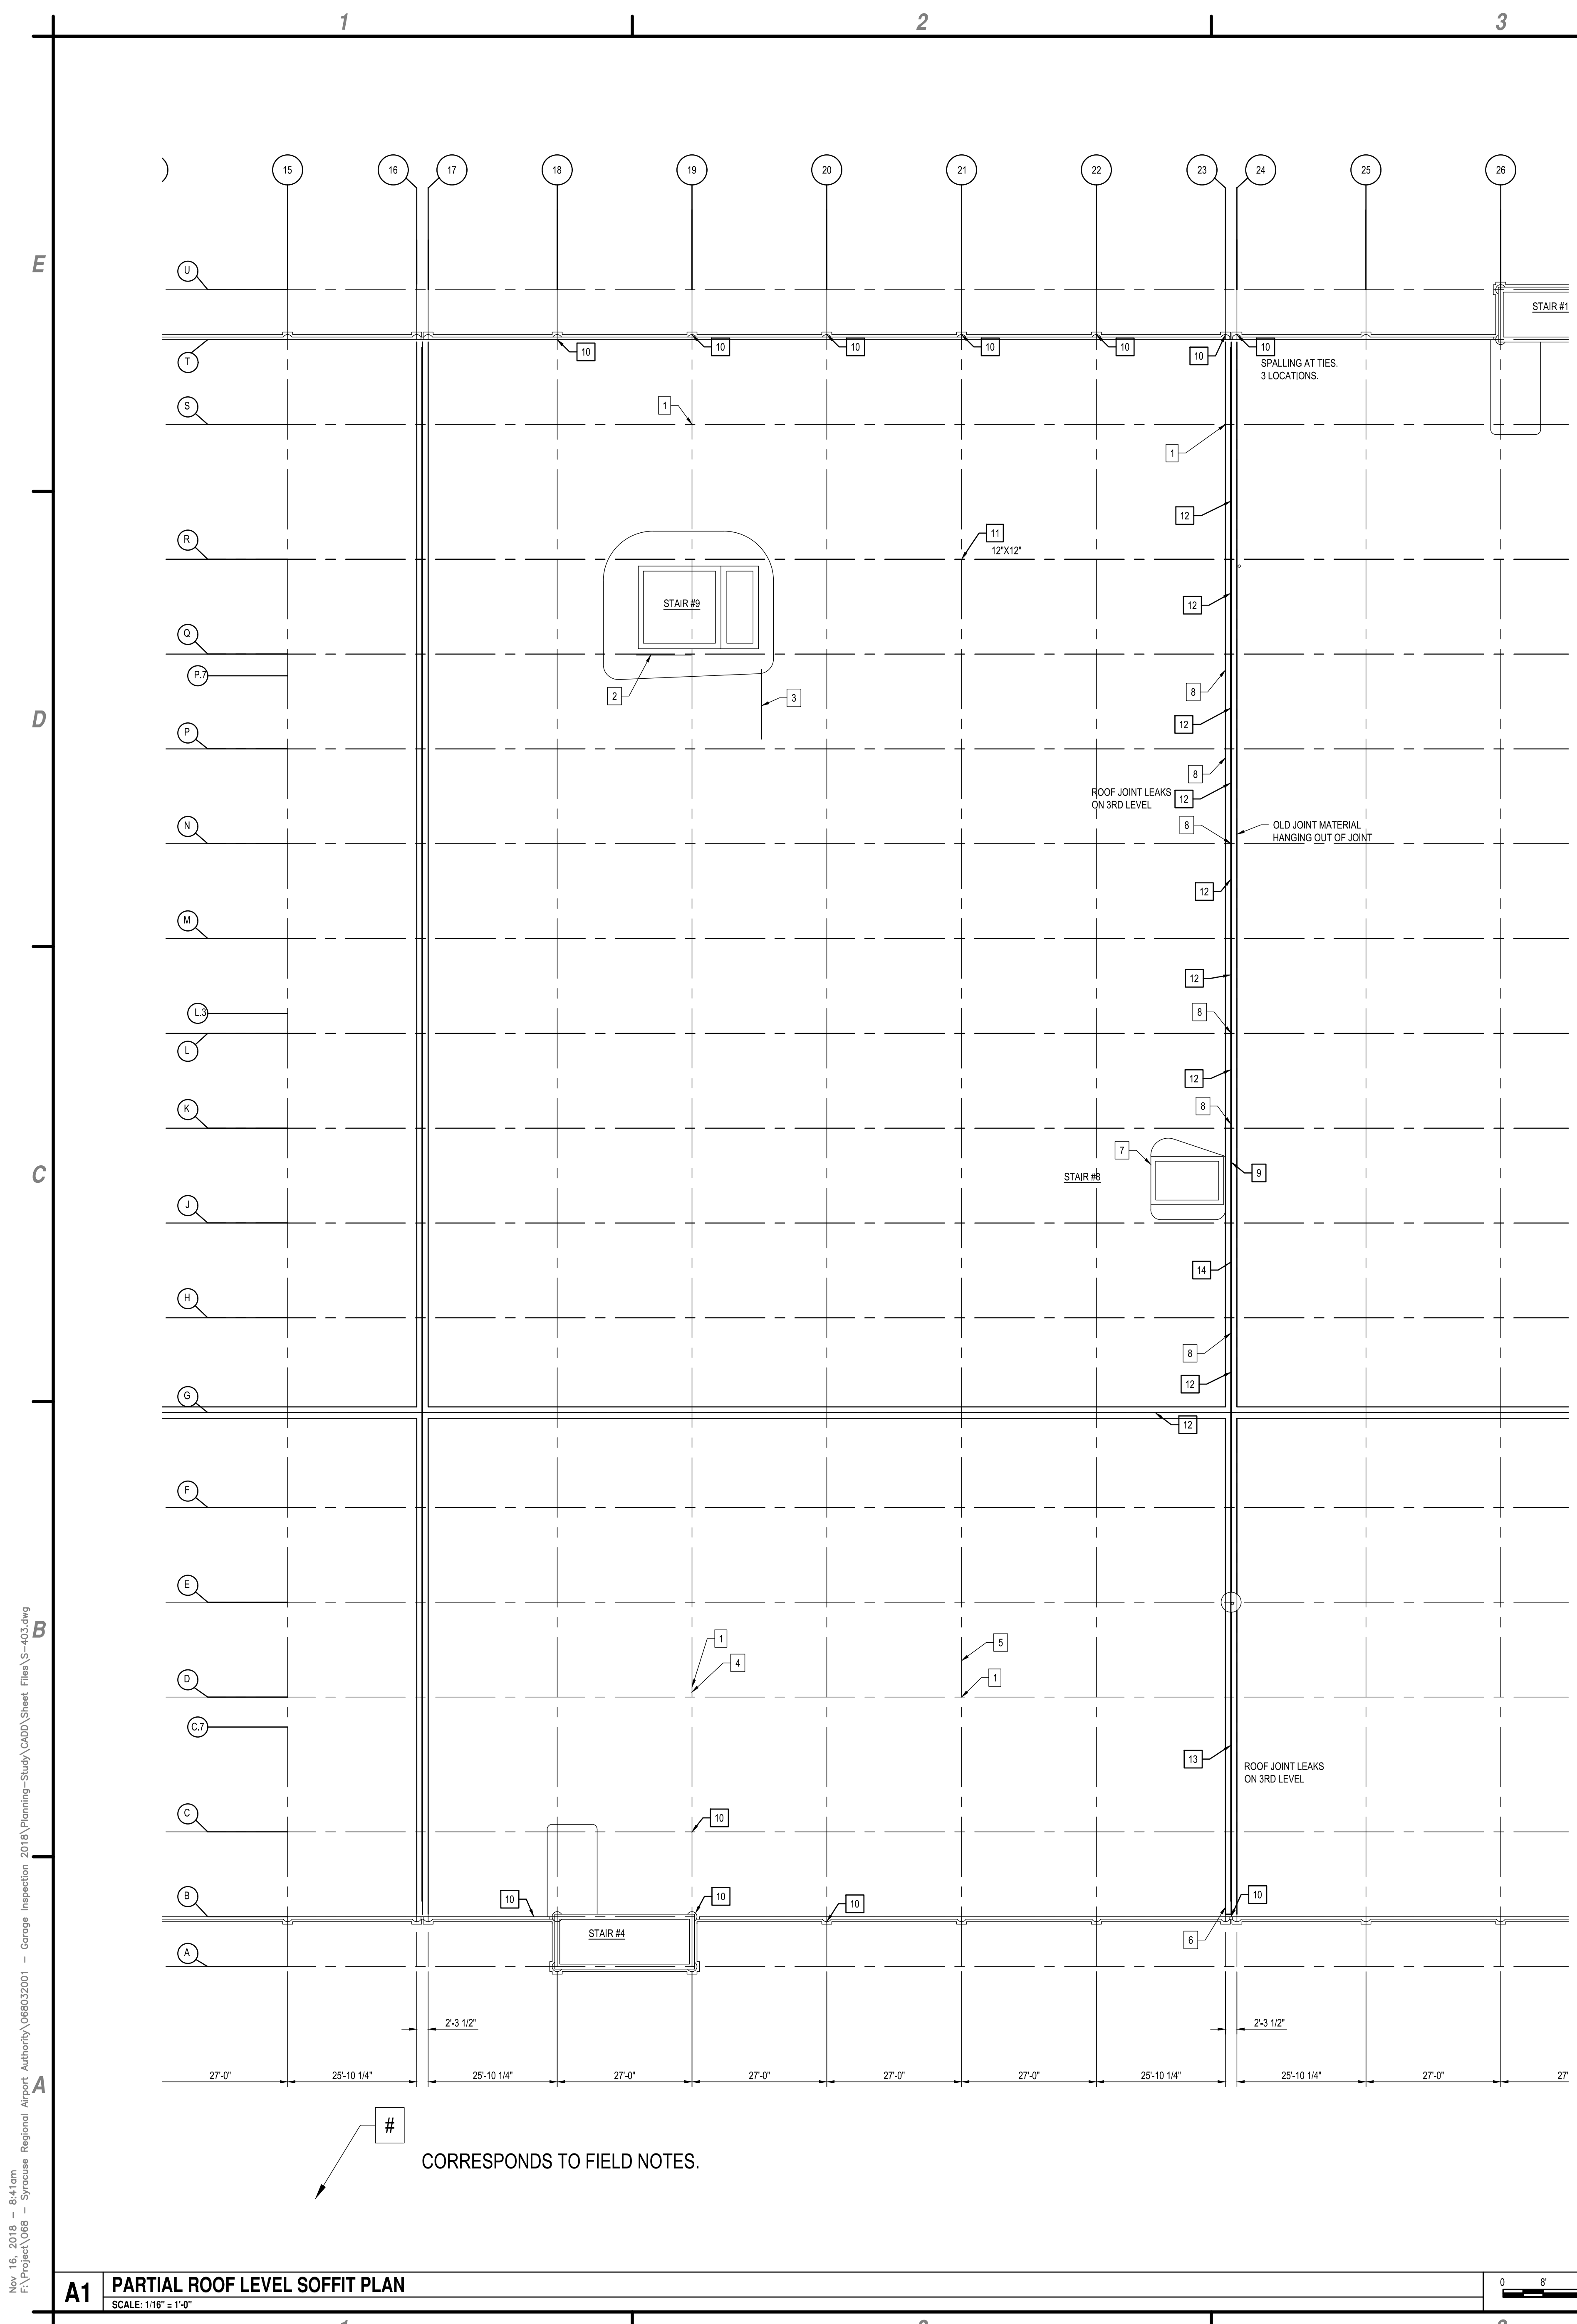 1 2 3
15 16 17 18 19 20 21 22 23 24 25 26
E
U
STAIR #1
T
10 10 10 10 10 10 10
SPALLING AT TIES.
3 LOCATIONS.
S
1
1
12
R
11
12"X12"
12
STAIR #9
Q
P.7
2
3
8
D
12
P
8
ROOF JOINT LEAKS
ON 3RD LEVEL
12
N
8
OLD JOINT MATERIAL
HANGING OUT OF JOINT
12
M
12
L.3
8
L
12
K
8
7
STAIR #8
9
C
J
14
H
8
12
G
12
F
E
B
1
5
4
D
1
C.7
13
ROOF JOINT LEAKS
ON 3RD LEVEL
C
10
B
10
10
10
10
STAIR #4
6
A
2'-3 1/2"
2'-3 1/2"
27'-0" 25'-10 1/4" 25'-10 1/4" 27'-0" 27'-0" 27'-0" 27'-0" 25'-10 1/4" 25'-10 1/4" 27'-0" 27'
A
#
CORRESPONDS TO FIELD NOTES.
Nov 16, 2018 - 8:41am
F:\Project\068 - Syracuse Regional Airport Authority\068032001 - Garage Inspection 2018\Planning-Study\CADD\Sheet Files\S-403.dwg
A1
PARTIAL ROOF LEVEL SOFFIT PLAN
SCALE: 1/16" = 1'-0"
0 8'